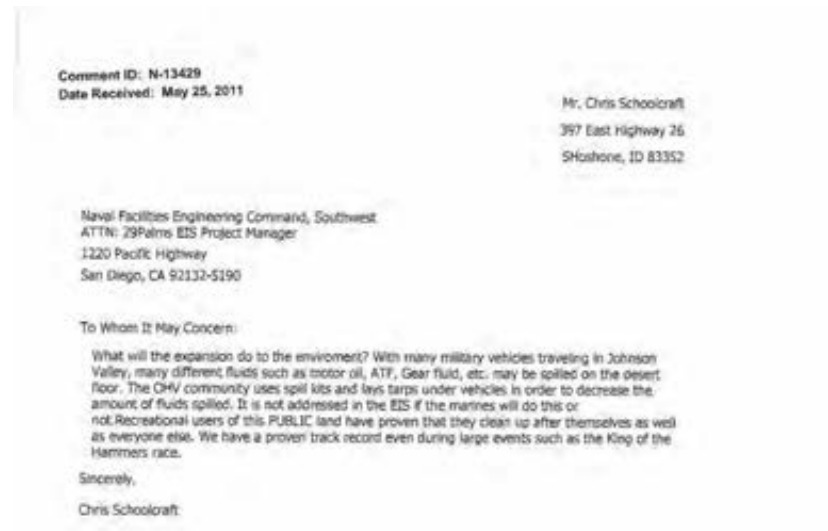 Comment ID: N-13429
Date Received: May 25, 2011
Mr. Chris Schoolcraft
397 East Highway 26
SHoshone, ID 83352
Naval Facilities Engineering Command, Southwest
ATTN: 29Palms EIS Project Manager
1220 Pacific Highway
San Diego, CA 92132-5190
To Whom It May Concern:
What will the expansion do to the enviroment? With many military vehicles traveling in Johnson
Valley, many different fluids such as motor oil, ATF, Gear fluid, etc. may be spilled on the desert
floor. The OHV community uses spill kits and lays tarps under vehicles in order to decrease the
amount of fluids spilled. It is not addressed in the EIS if the marines will do this or
not.Recreational users of this PUBLIC land have proven that they clean up after themselves as well
as everyone else. We have a proven track record even during large events such as the King of the
Hammers race.
Sincerely,
Chris Schoolcraft